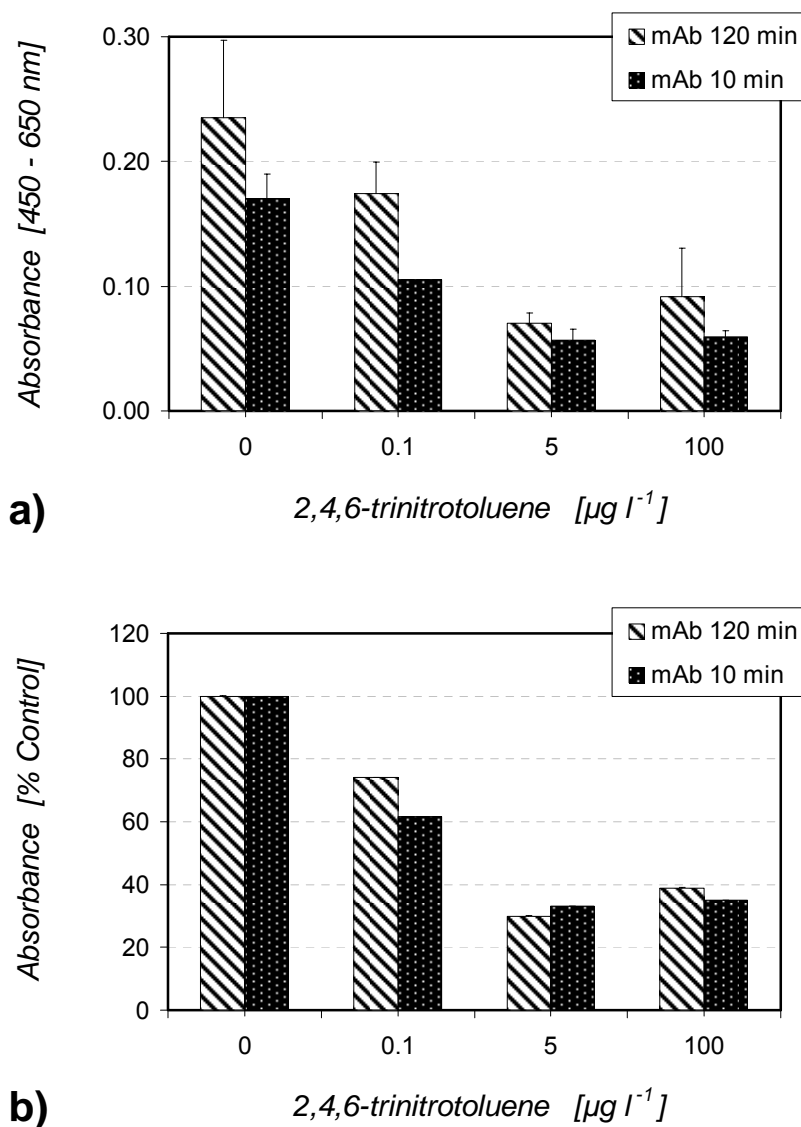 Absorbance [450 - 650 nm]
0.30
0.20
0.10
0.00
mAb 120 min
mAb 10 min
0 0.1 5 100
2,4,6-trinitrotoluene [µg l⁻¹]
a)
Absorbance [% Control]
120
100
80
60
40
20
0
mAb 120 min
mAb 10 min
0 0.1 5 100
2,4,6-trinitrotoluene [µg l⁻¹]
b)